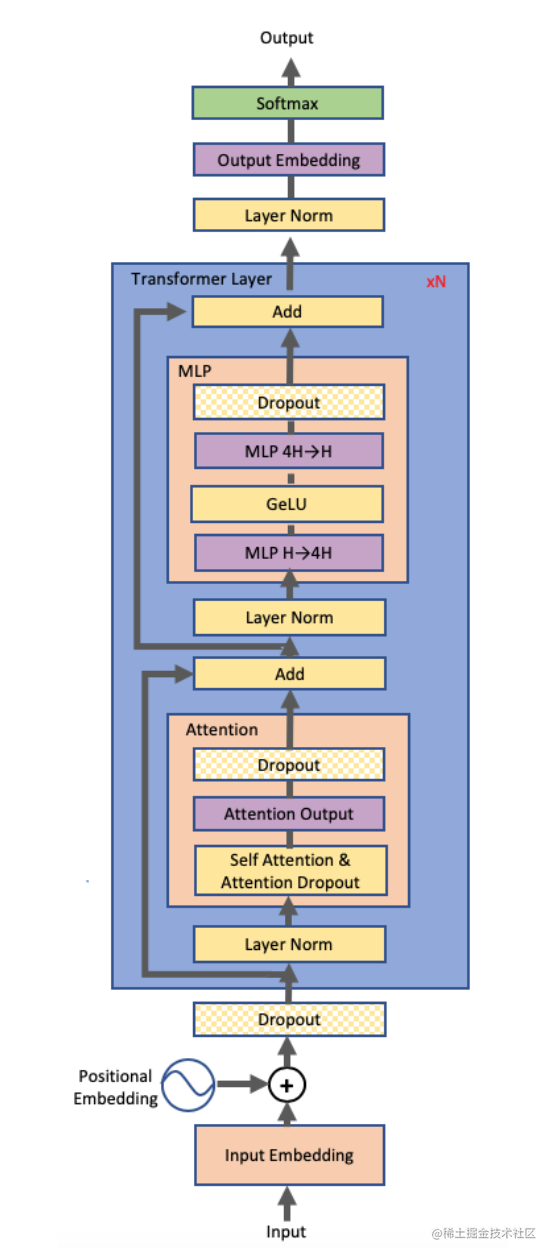 Output
Softmax
Output Embedding
Layer Norm
Transformer Layer
xN
Add
MLP
Dropout
MLP 4H→H
GeLU
MLP H→4H
Layer Norm
Add
Attention
Dropout
Attention Output
Self Attention &
Attention Dropout
Layer Norm
Dropout
Positional
Embedding
+
Input Embedding
Input
@稀土掘金技术社区